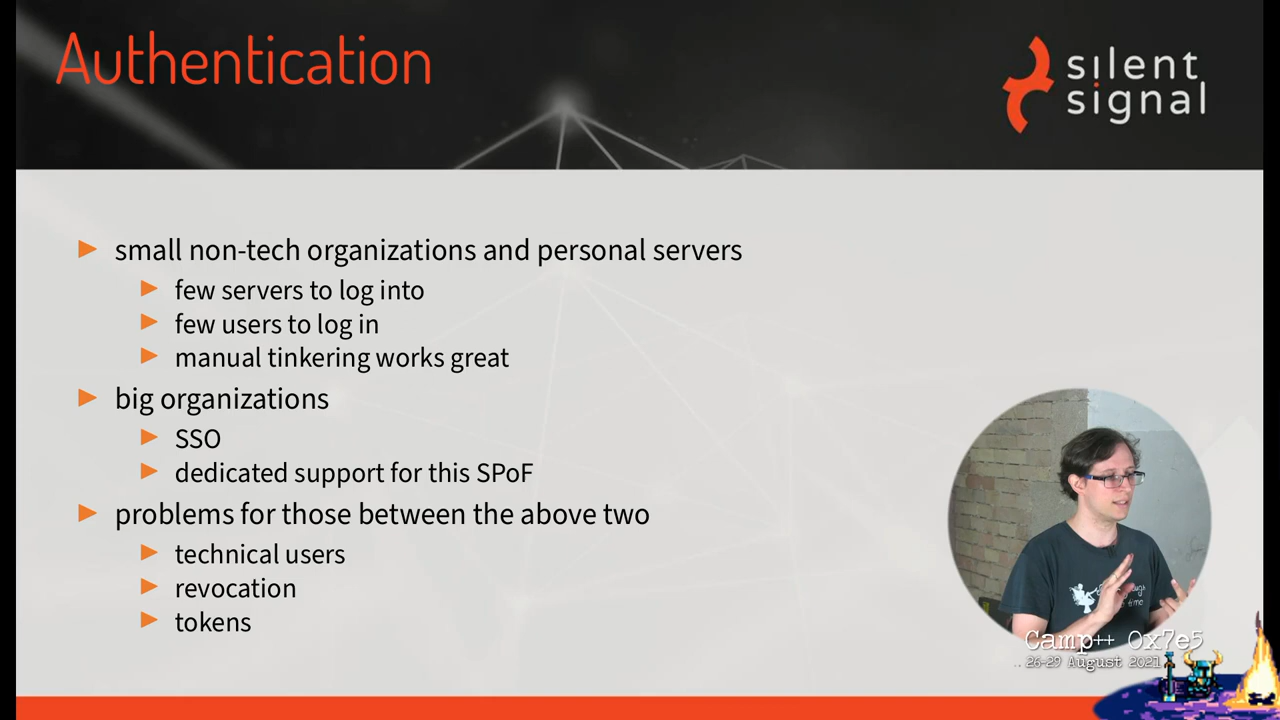 Authentication
silent
signal
small non-tech organizations and personal servers
few servers to log into
few users to log in
manual tinkering works great
big organizations
SSO
dedicated support for this SPoF
problems for those between the above two
technical users
revocation
tokens
Camp++ 0x7e5
26-29 August 2021